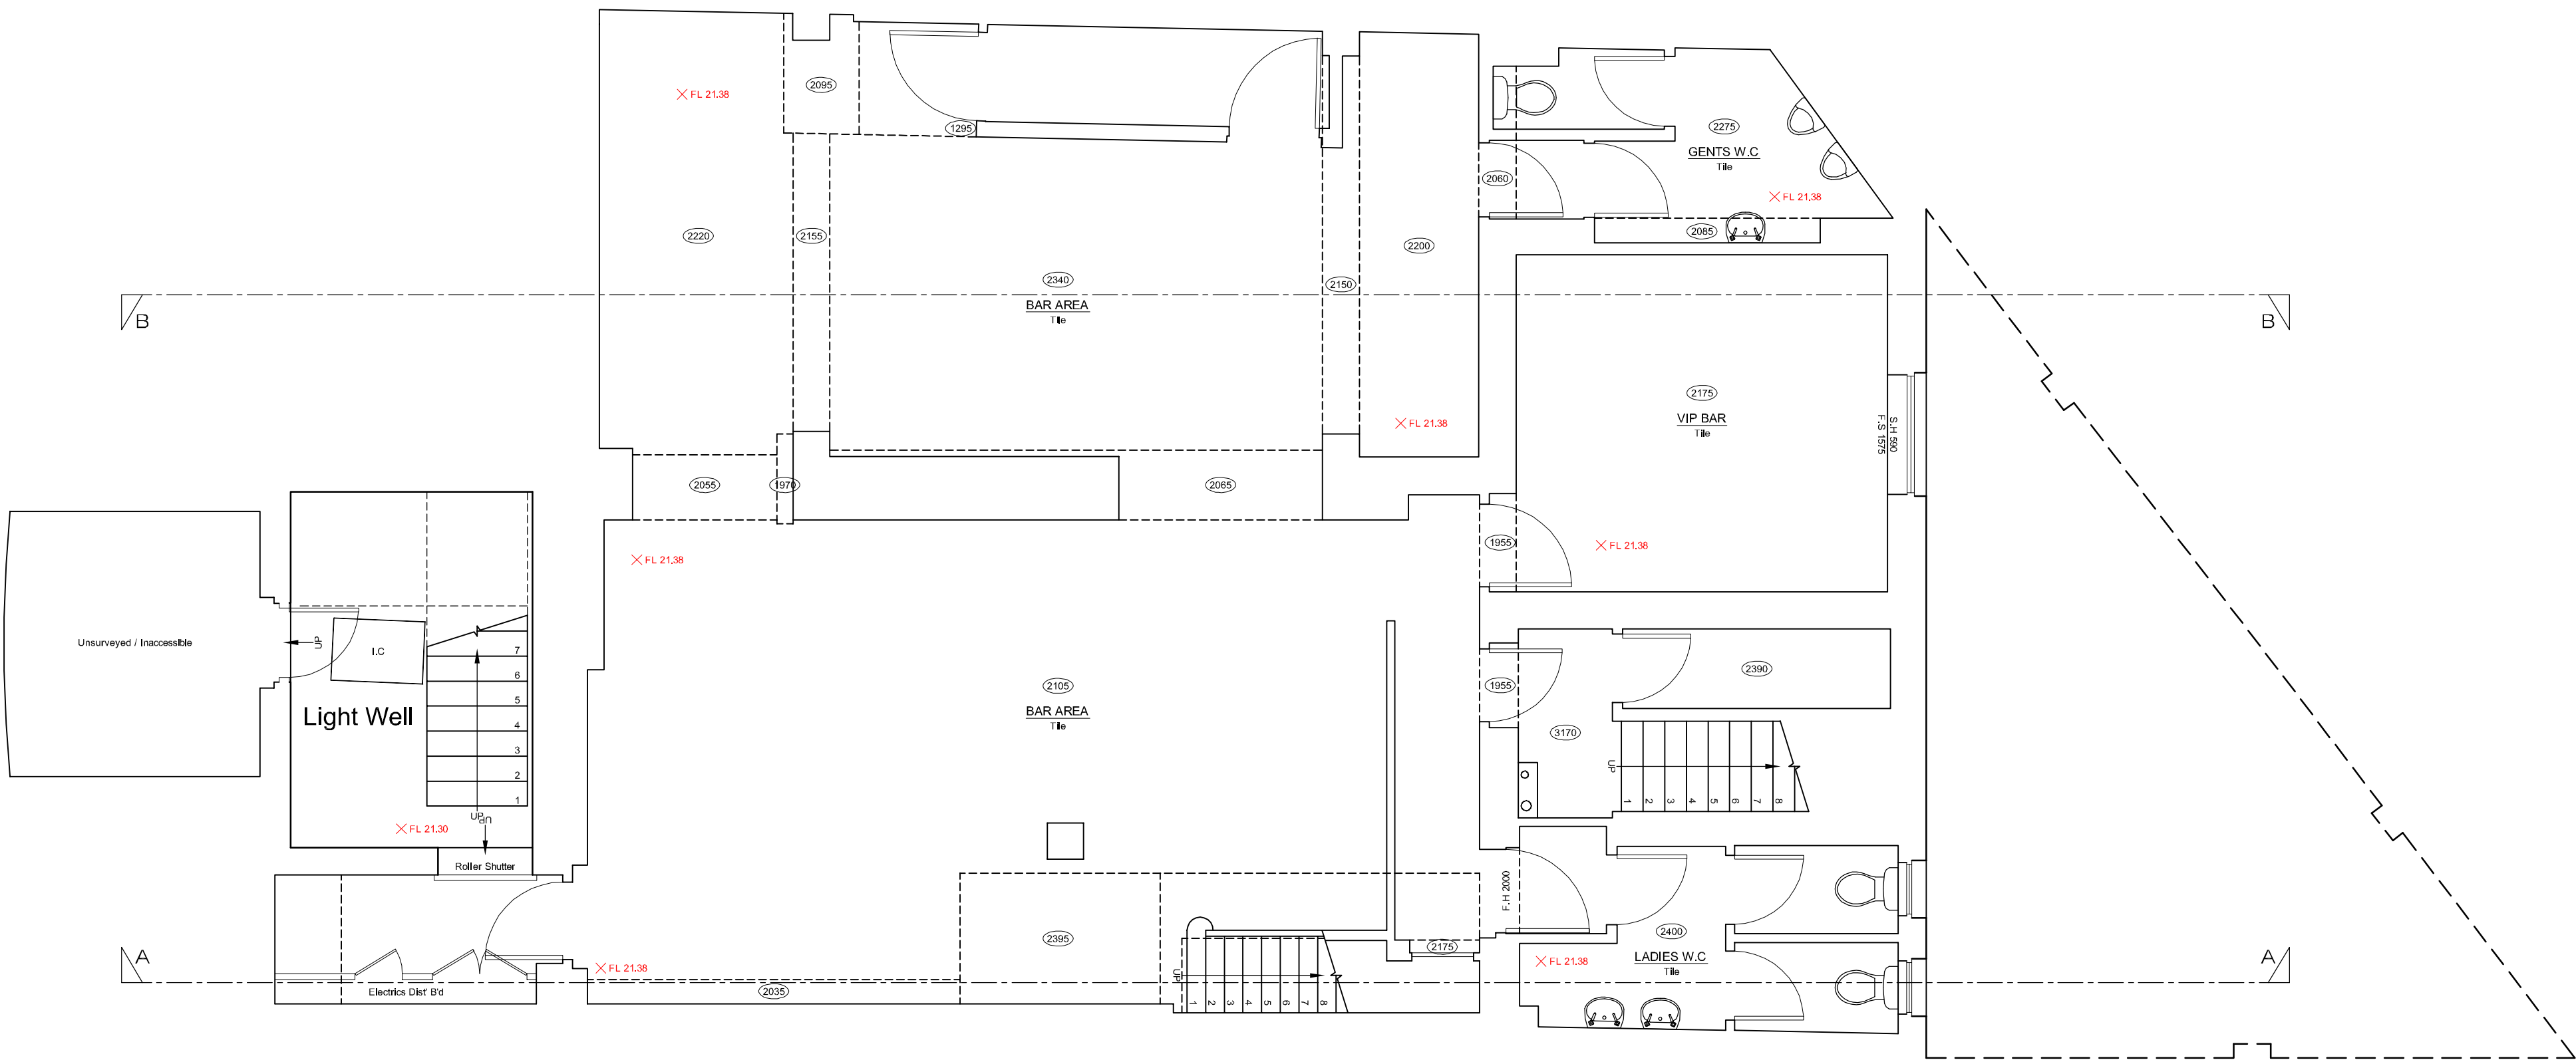 FL 21.38
2095
1295
2275
GENTS W.C
Tile
2060
FL 21.38
2085
2220
2155
2200
2340
BAR AREA
Tile
2150
B
B
2175
VIP BAR
Tile
S.H 590
F.S 1575
FL 21.38
2055
1970
2065
1955
FL 21.38
FL 21.38
Unsurveyed / Inaccessible
UP
I.C
7
6
5
4
3
2
1
UP
Light Well
FL 21.30
UP
Roller Shutter
2105
BAR AREA
Tile
1955
2390
3170
UP
1
2
3
4
5
6
7
8
F.H 2000
2395
2175
2400
LADIES W.C
Tile
FL 21.38
A
A
FL 21.38
Electrics Dist' B'd
2035
UP
1
2
3
4
5
6
7
8